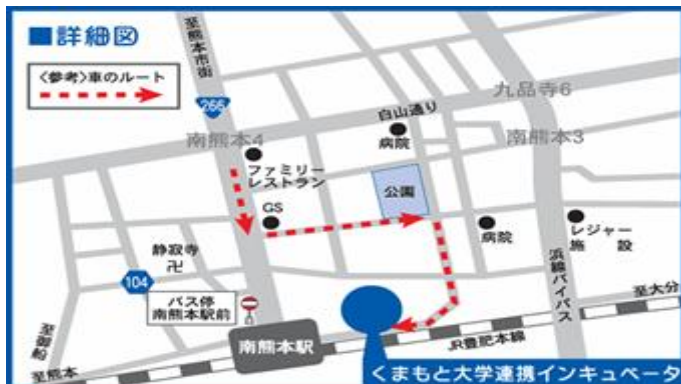 ■詳細図
〈参考〉車のルート
至熊本市街
266
南熊本4
白山通り
九品寺6
南熊本3
病院
ファミリー
レストラン
公園
GS
病院
レジャー
施設
静寂寺
卍
104
バス停
南熊本駅前
浜線バイパス
至大分
至御船
南熊本駅
JR豊肥本線
至熊本
くまもと大学連携インキュベータ